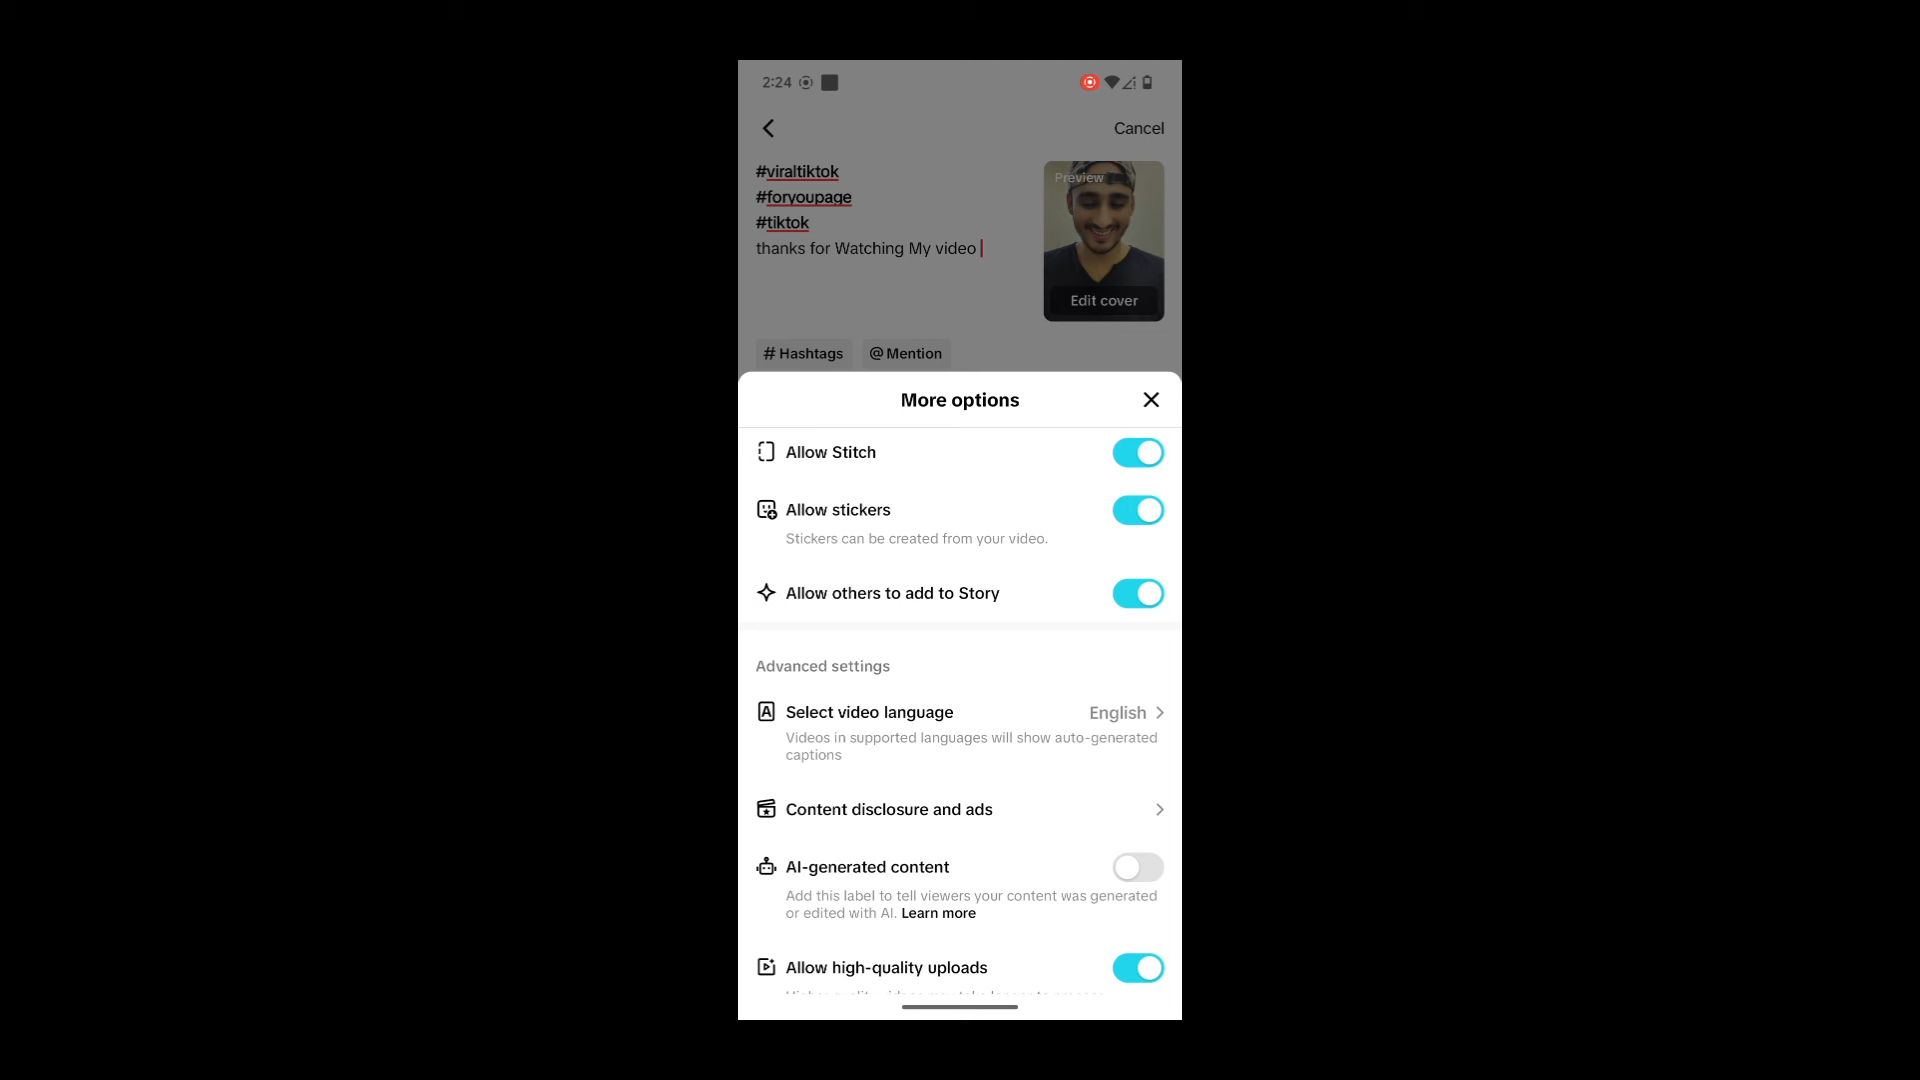 2:24
Cancel
#viraltiktok
#foryoupage
#tiktok
thanks for Watching My video
Preview
Edit cover
# Hashtags
@ Mention
More options
Allow Stitch
Allow stickers
Stickers can be created from your video.
Allow others to add to Story
Advanced settings
Select video language
English
Videos in supported languages will show auto-generated
captions
Content disclosure and ads
AI-generated content
Add this label to tell viewers your content was generated
or edited with AI. Learn more
Allow high-quality uploads